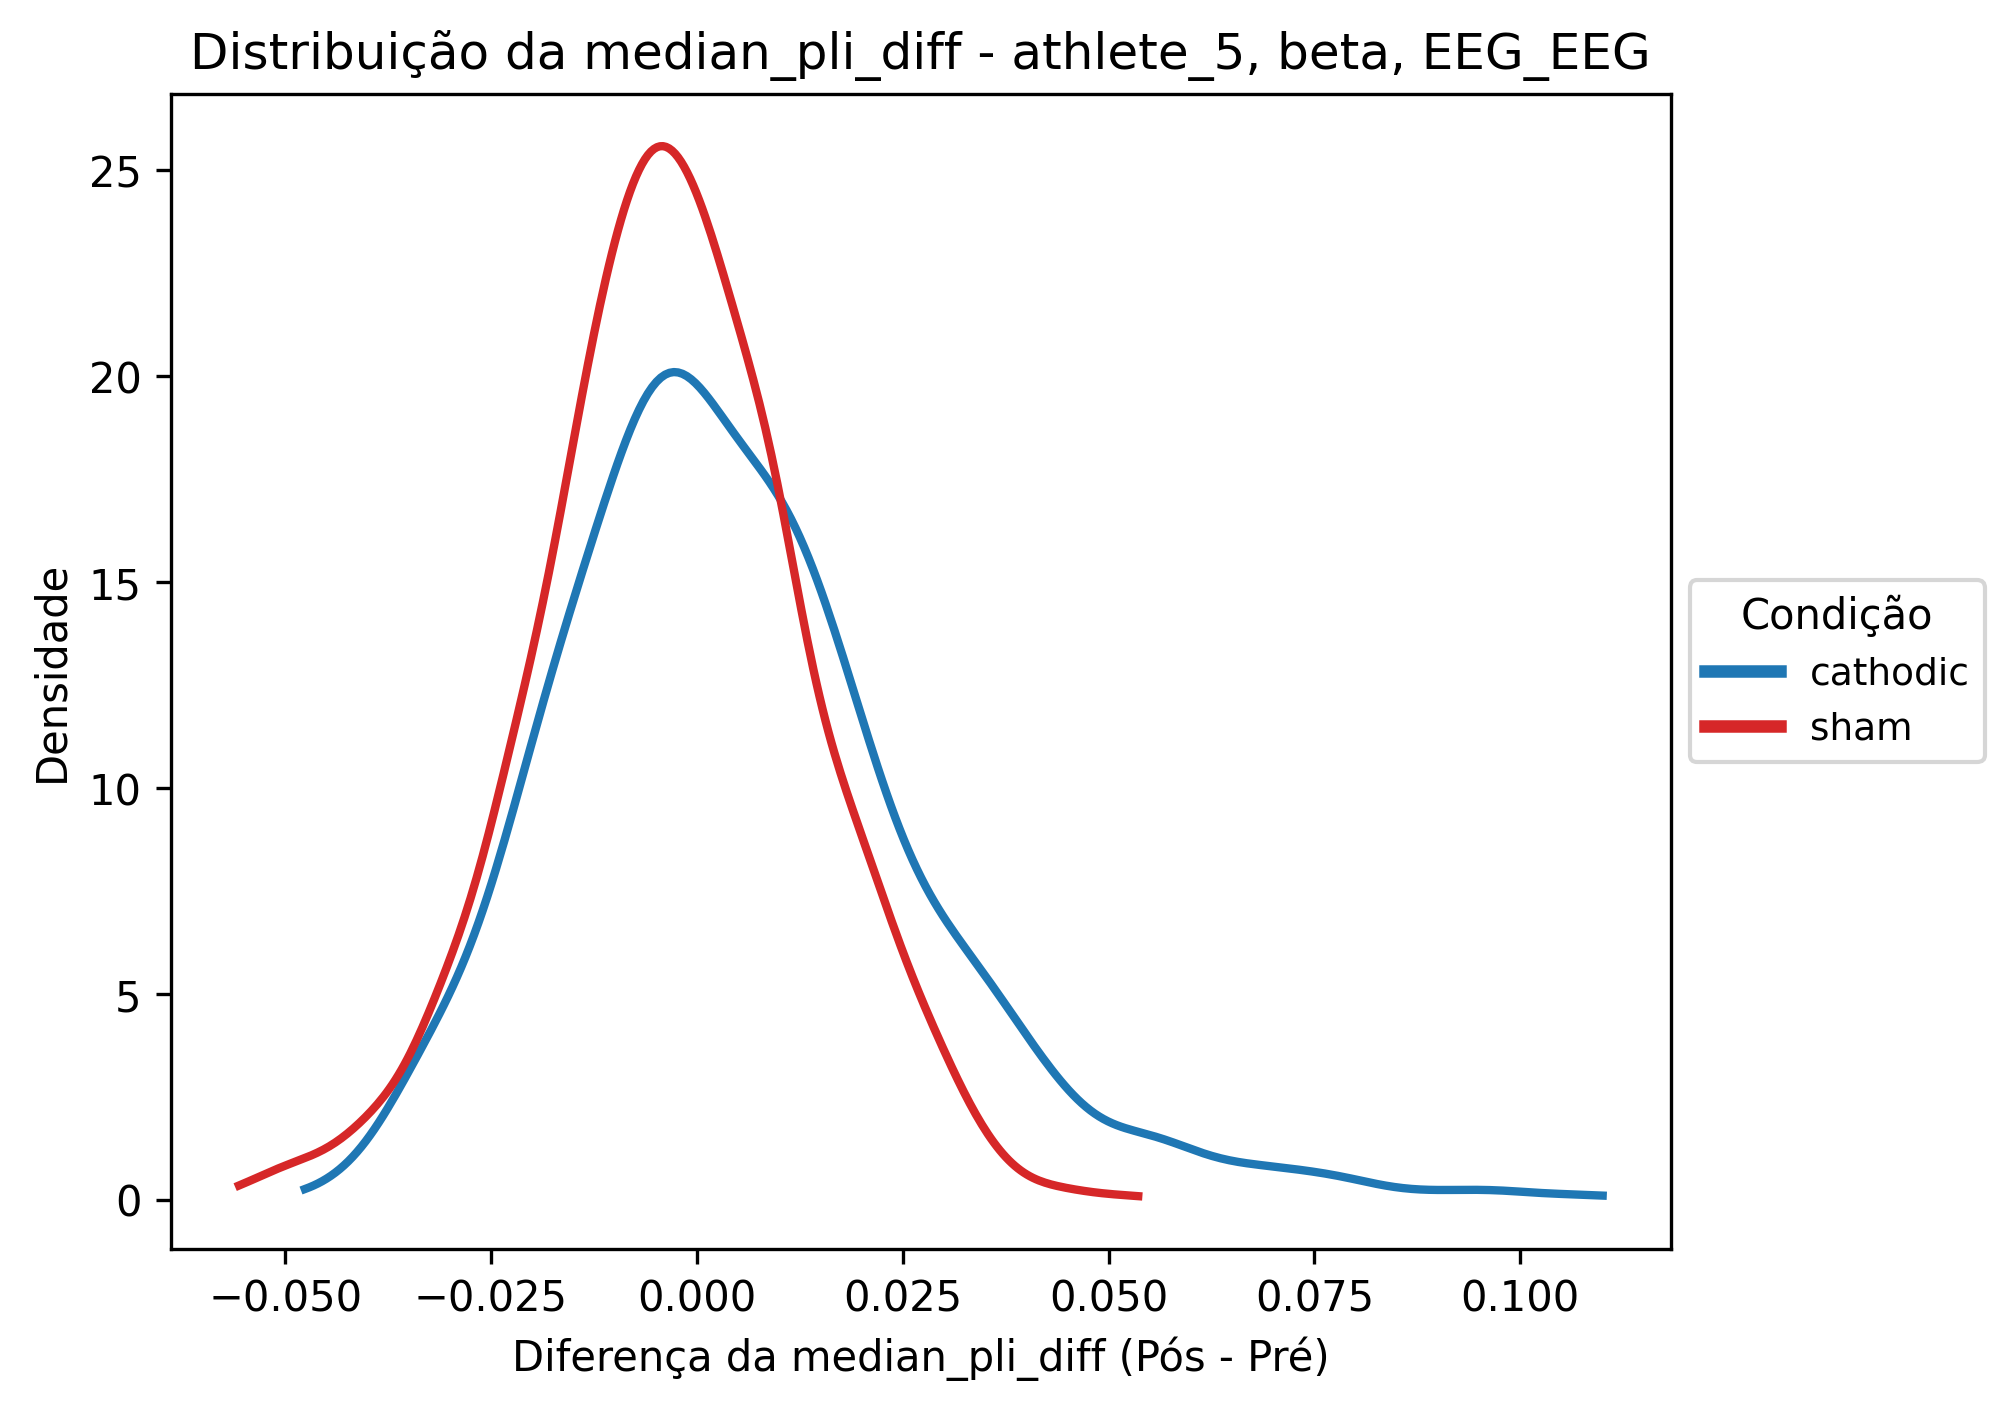 Distribuição da median_pli_diff - athlete_5, beta, EEG_EEG
Densidade
25
20
15
10
5
0
−0.050 −0.025 0.000 0.025 0.050 0.075 0.100
Diferença da median_pli_diff (Pós - Pré)
Condição
cathodic
sham